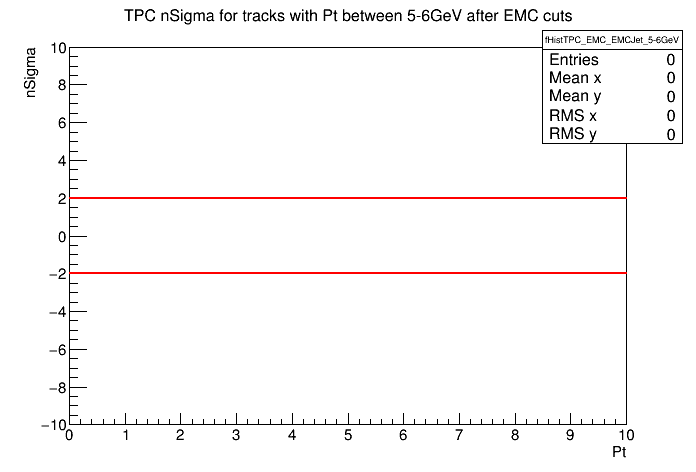 TPC nSigma for tracks with Pt between 5-6GeV after EMC cuts
fHistTPC_EMC_EMCJet_5-6GeV
Entries 0
Mean x 0
Mean y 0
RMS x 0
RMS y 0
nSigma
10
8
6
4
2
0
−2
−4
−6
−8
−10
0 1 2 3 4 5 6 7 8 9 10
Pt